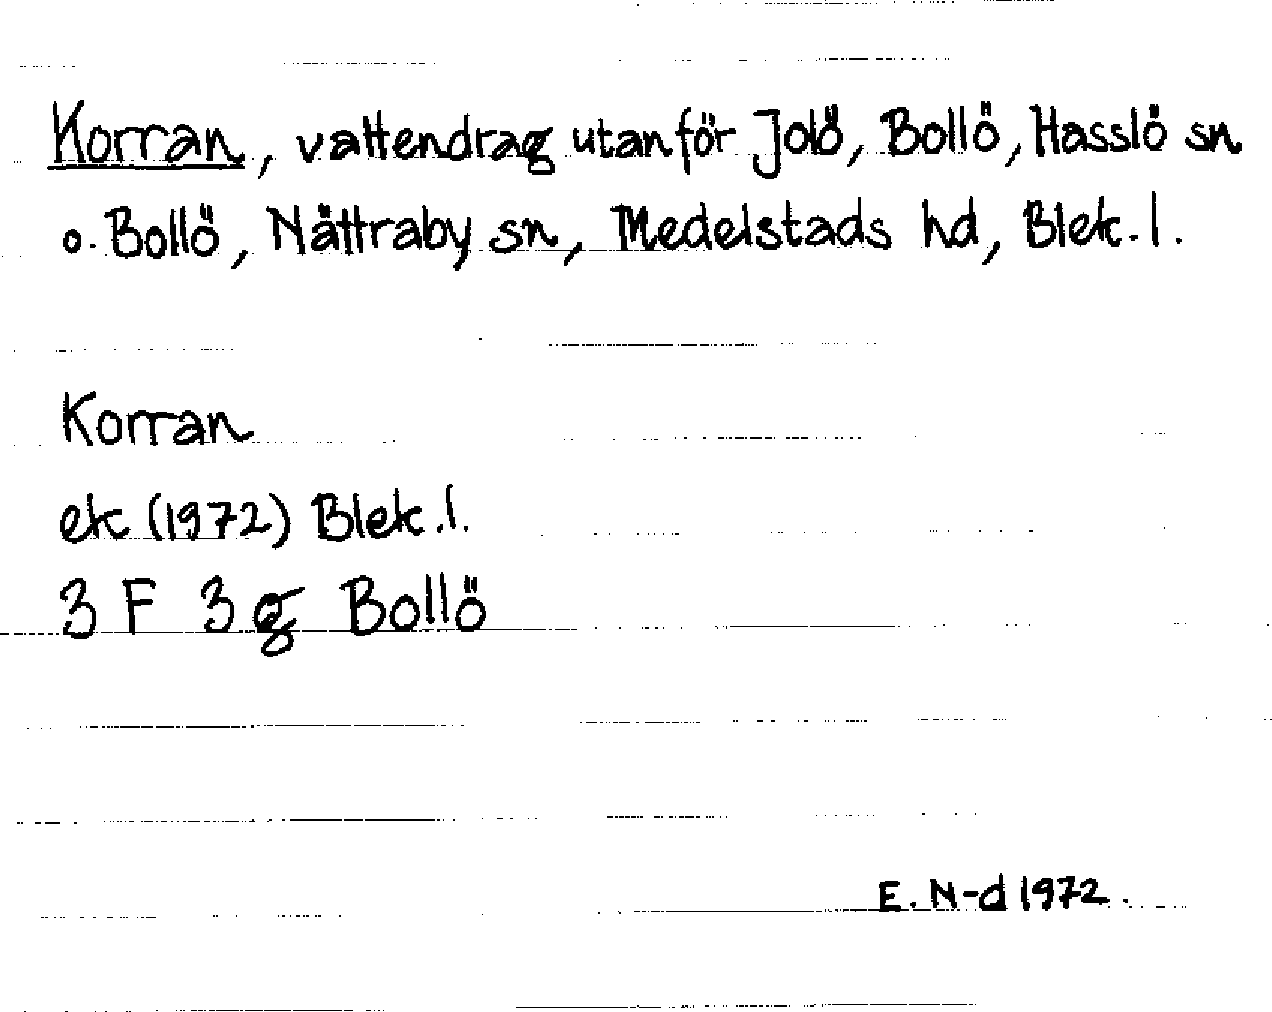 Korran, vattendrag utanför Jolö, Bollö, Hasslö sn
o. Bollö, Nättraby sn, Medelstads hd, Blek. l.
Korran
ek (1972) Blek. l.
3 F 3 g Bollö
E. N-d 1972.